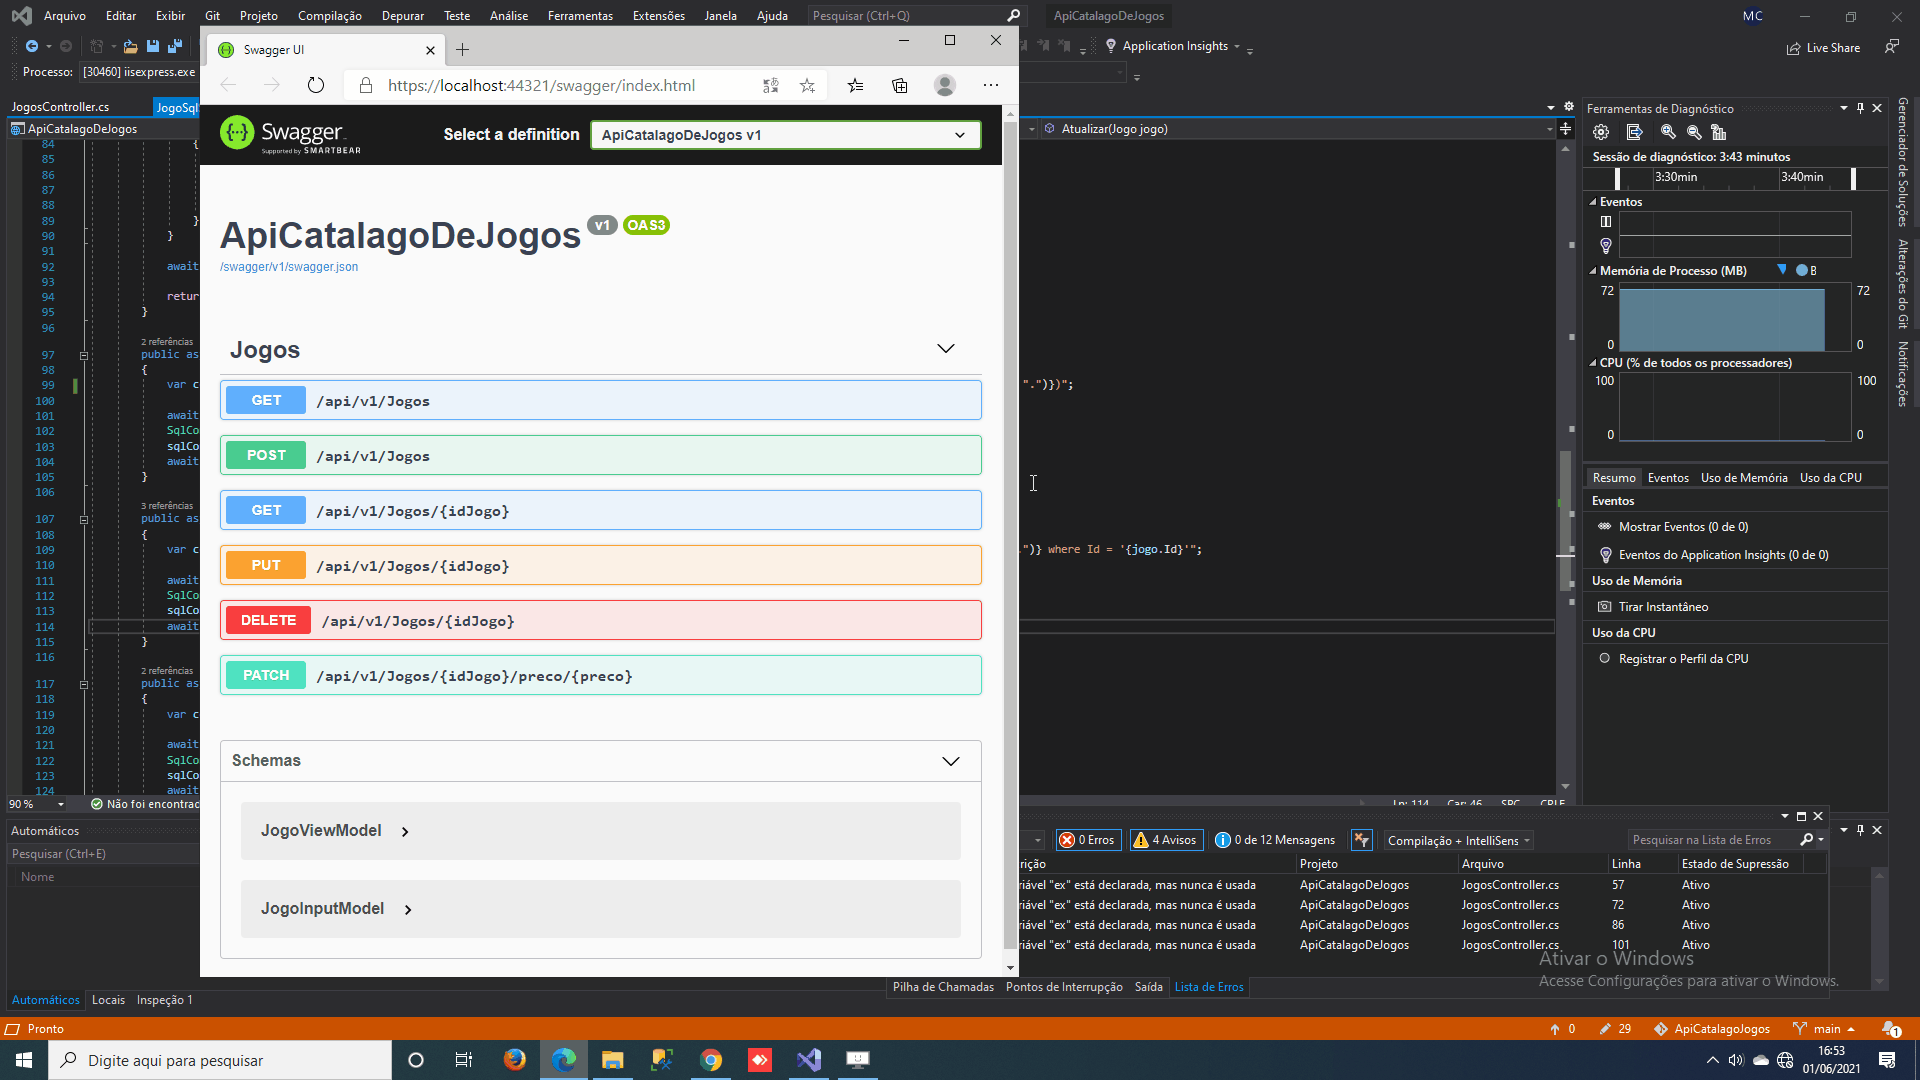 Arquivo Editar Exibir Git Projeto Compilação Depurar Teste Análise Ferramentas Extensões Janela Ajuda Pesquisar (Ctrl+Q) ApiCatalagoDeJogos MC
Application Insights Live Share
Processo: [30460] iisexpress.exe
JogosController.cs
ApiCatalagoDeJogos
Swagger UI
https://localhost:44321/swagger/index.html
Swagger
Supported by SMARTBEAR
Select a definition ApiCatalagoDeJogos v1
ApiCatalagoDeJogos v1 OAS3
/swagger/v1/swagger.json
Jogos
GET /api/v1/Jogos
POST /api/v1/Jogos
GET /api/v1/Jogos/{idJogo}
PUT /api/v1/Jogos/{idJogo}
DELETE /api/v1/Jogos/{idJogo}
PATCH /api/v1/Jogos/{idJogo}/preco/{preco}
Schemas
JogoViewModel
JogoInputModel
84
85
86
87
88
89 }
90 }
91
92 await
93
94
95 }
96
2 referências
97 public
98 {
99 var
100
101 await
102
103
104 await
105 }
106
3 referências
107 public
108 {
109 var
110
111 await
112
113
114 await
115 }
116
2 referências
117 public
118 {
119 var
120
121 await
122
123
124 await
90 % Não foi
Atualizar(Jogo jogo)
".")})";
")} where Id = '{jogo.Id}'";
Ferramentas de Diagnóstico
Sessão de diagnóstico: 3:43 minutos
3:30min 3:40min
Eventos
Memória de Processo (MB) B
72 72
0 0
CPU (% de todos os processadores)
100 100
0 0
Resumo Eventos Uso de Memória Uso da CPU
Eventos
Mostrar Eventos (0 de 0)
Eventos do Application Insights (0 de 0)
Uso de Memória
Tirar Instantâneo
Uso da CPU
Registrar o Perfil da CPU
Gerenciador de Soluções
Alterações do Git
Notificações
Ln: 114 Car: 46 SPC CRLF
Automáticos
Pesquisar (Ctrl+E)
Nome
Automáticos Locais Inspeção 1
0 Erros 4 Avisos 0 de 12 Mensagens Compilação + IntelliSens Pesquisar na Lista de Erros
Projeto Arquivo Linha Estado de Supressão
"ex" está declarada, mas nunca é usada ApiCatalagoDeJogos JogosController.cs 57 Ativo
"ex" está declarada, mas nunca é usada ApiCatalagoDeJogos JogosController.cs 72 Ativo
"ex" está declarada, mas nunca é usada ApiCatalagoDeJogos JogosController.cs 86 Ativo
"ex" está declarada, mas nunca é usada ApiCatalagoDeJogos JogosController.cs 101 Ativo
Ativar o Windows
Acesse Configurações para ativar o Windows.
Pilha de Chamadas Pontos de Interrupção Saída Lista de Erros
Pronto 0 29 ApiCatalagoJogos main 1
Digite aqui para pesquisar
16:53
01/06/2021